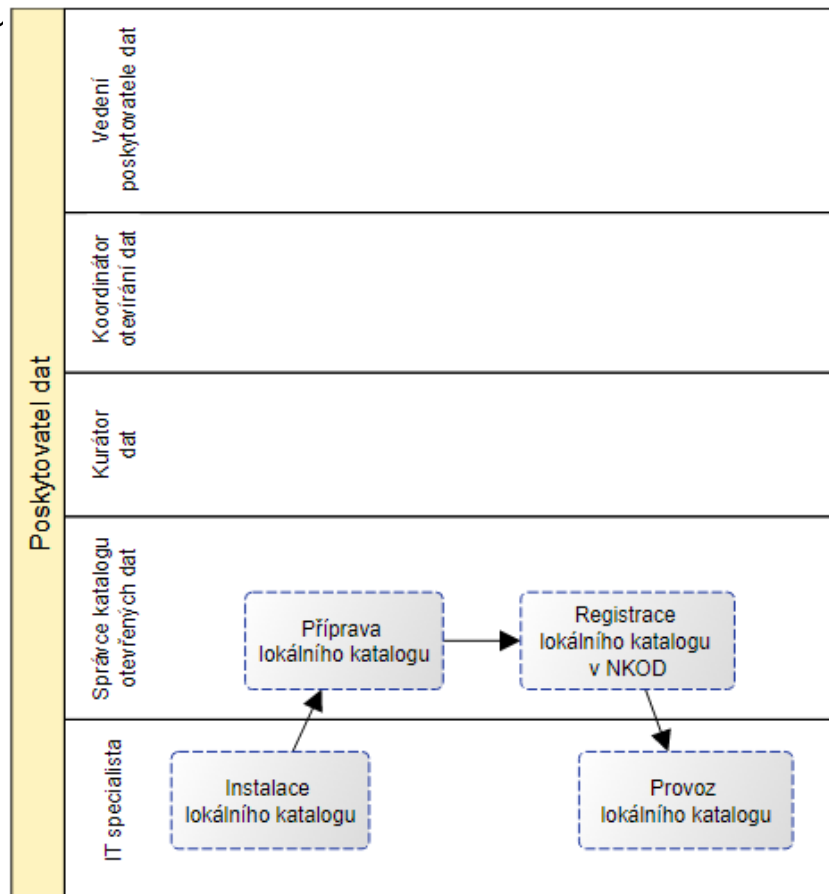 Poskytovatel dat
Vedení
poskytovatele dat
Koordinátor
otevírání dat
Kurátor
dat
Správce katalogu
otevřených dat
Příprava
lokálního katalogu
Registrace
lokálního katalogu
v NKOD
IT specialista
Instalace
lokálního katalogu
Provoz
lokálního katalogu